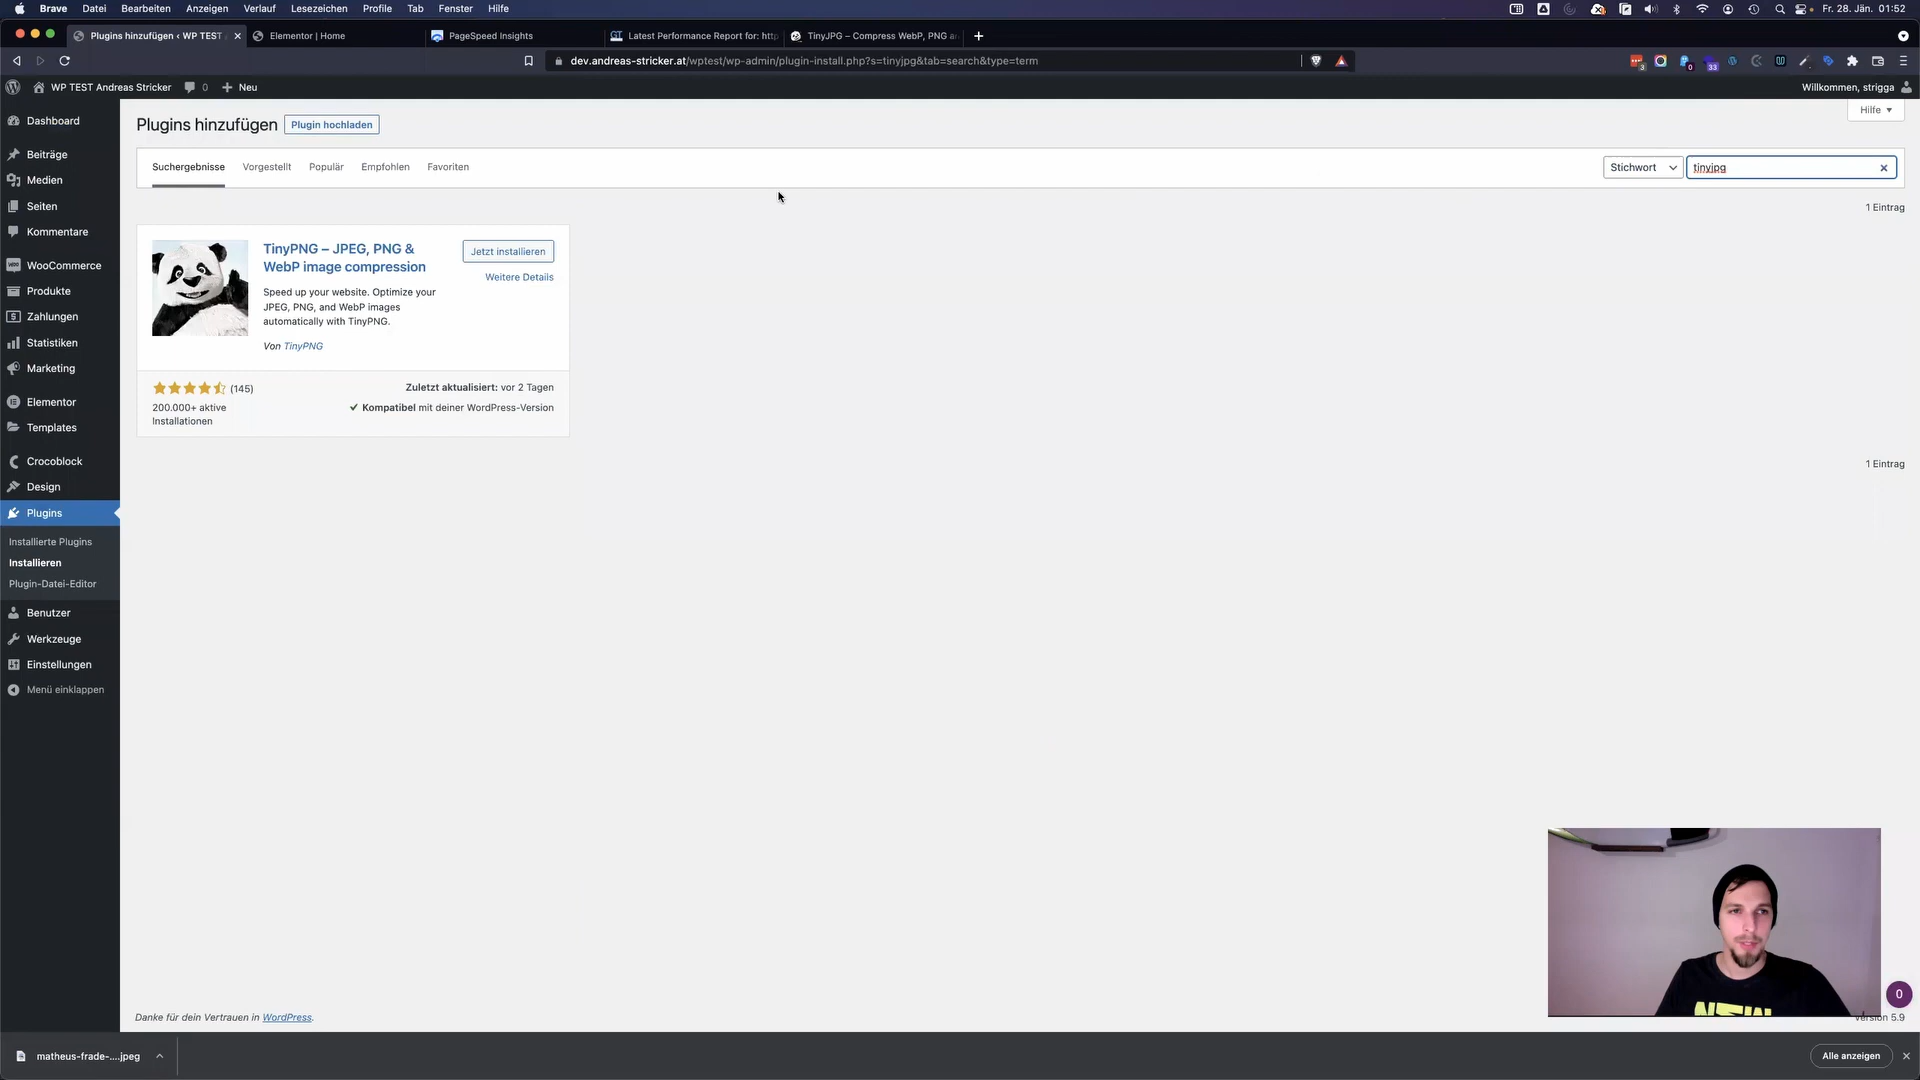 Brave Datei Bearbeiten Anzeigen Verlauf Lesezeichen Profile Tab Fenster Hilfe
Fr. 28. Jän. 01:52
Plugins hinzufügen ‹ WP TEST
Elementor | Home
PageSpeed Insights
Latest Performance Report for: htt
TinyJPG – Compress WebP, PNG a
dev.andreas-stricker.at/wptest/wp-admin/plugin-install.php?s=tinyjpg&tab=search&type=term
3
0
33
WP TEST Andreas Stricker
0
Neu
Willkommen, strigga
Dashboard
Beiträge
Medien
Seiten
Kommentare
WooCommerce
Produkte
Zahlungen
Statistiken
Marketing
Elementor
Templates
Crocoblock
Design
Plugins
Installierte Plugins
Installieren
Plugin-Datei-Editor
Benutzer
Werkzeuge
Einstellungen
Menü einklappen
Plugins hinzufügen
Plugin hochladen
Hilfe
Suchergebnisse
Vorgestellt
Populär
Empfohlen
Favoriten
Stichwort
tinyjpg
1 Eintrag
TinyPNG – JPEG, PNG &
WebP image compression
Jetzt installieren
Weitere Details
Speed up your website. Optimize your
JPEG, PNG, and WebP images
automatically with TinyPNG.
Von TinyPNG
(145)
Zuletzt aktualisiert: vor 2 Tagen
200.000+ aktive
Installationen
Kompatibel mit deiner WordPress-Version
1 Eintrag
0
Danke für dein Vertrauen in WordPress.
Version 5.9
matheus-frade-....jpeg
Alle anzeigen